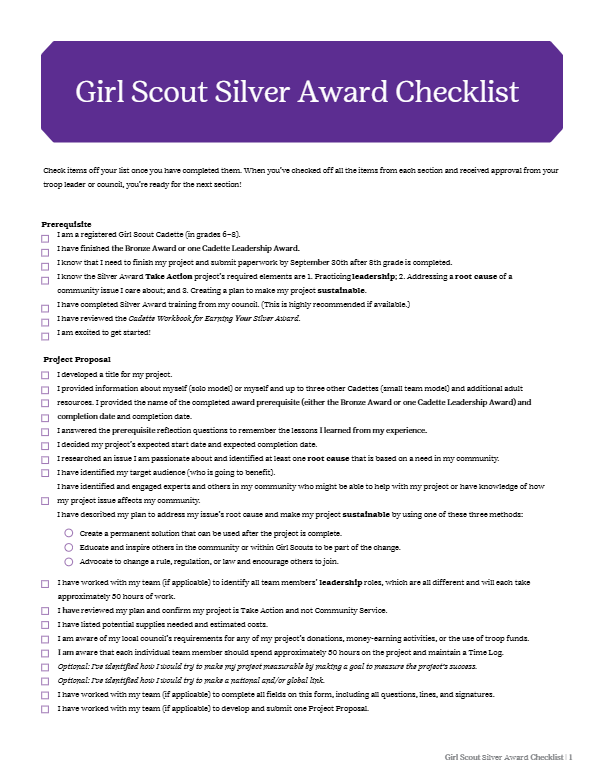 Girl Scout Silver Award Checklist
Check items off your list once you have completed them. When you've checked off all the items from each section and received approval from your
troop leader or council, you're ready for the next section!
Prerequisite
I am a registered Girl Scout Cadette (in grades 6–8).
I have finished the Bronze Award or one Cadette Leadership Award.
I know that I need to finish my project and submit paperwork by September 30th after 8th grade is completed.
I know the Silver Award Take Action project's required elements are 1. Practicing leadership; 2. Addressing a root cause of a
community issue I care about; and 3. Creating a plan to make my project sustainable.
I have completed Silver Award training from my council. (This is highly recommended if available.)
I have reviewed the Cadette Workbook for Earning Your Silver Award.
I am excited to get started!
Project Proposal
I developed a title for my project.
I provided information about myself (solo model) or myself and up to three other Cadettes (small team model) and additional adult
resources. I provided the name of the completed award prerequisite (either the Bronze Award or one Cadette Leadership Award) and
completion date and completion date.
I answered the prerequisite reflection questions to remember the lessons I learned from my experience.
I decided my project's expected start date and expected completion date.
I researched an issue I am passionate about and identified at least one root cause that is based on a need in my community.
I have identified my target audience (who is going to benefit).
I have identified and engaged experts and others in my community who might be able to help with my project or have knowledge of how
my project issue affects my community.
I have described my plan to address my issue's root cause and make my project sustainable by using one of these three methods:
Create a permanent solution that can be used after the project is complete.
Educate and inspire others in the community or within Girl Scouts to be part of the change.
Advocate to change a rule, regulation, or law and encourage others to join.
I have worked with my team (if applicable) to identify all team members' leadership roles, which are all different and will each take
approximately 50 hours of work.
I have reviewed my plan and confirm my project is Take Action and not Community Service.
I have listed potential supplies needed and estimated costs.
I am aware of my local council's requirements for any of my project's donations, money-earning activities, or the use of troop funds.
I am aware that each individual team member should spend approximately 50 hours on the project and maintain a Time Log.
Optional: I've identified how I would try to make my project measurable by making a goal to measure the project's success.
Optional: I've identified how I would try to make a national and/or global link.
I have worked with my team (if applicable) to complete all fields on this form, including all questions, lines, and signatures.
I have worked with my team (if applicable) to develop and submit one Project Proposal.
Girl Scout Silver Award Checklist | 1